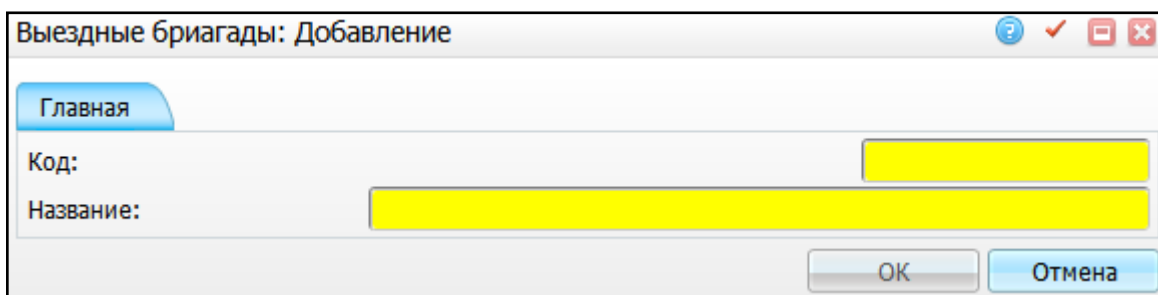 Выездные бриагады: Добавление
Главная
Код:
Название:
ОК Отмена